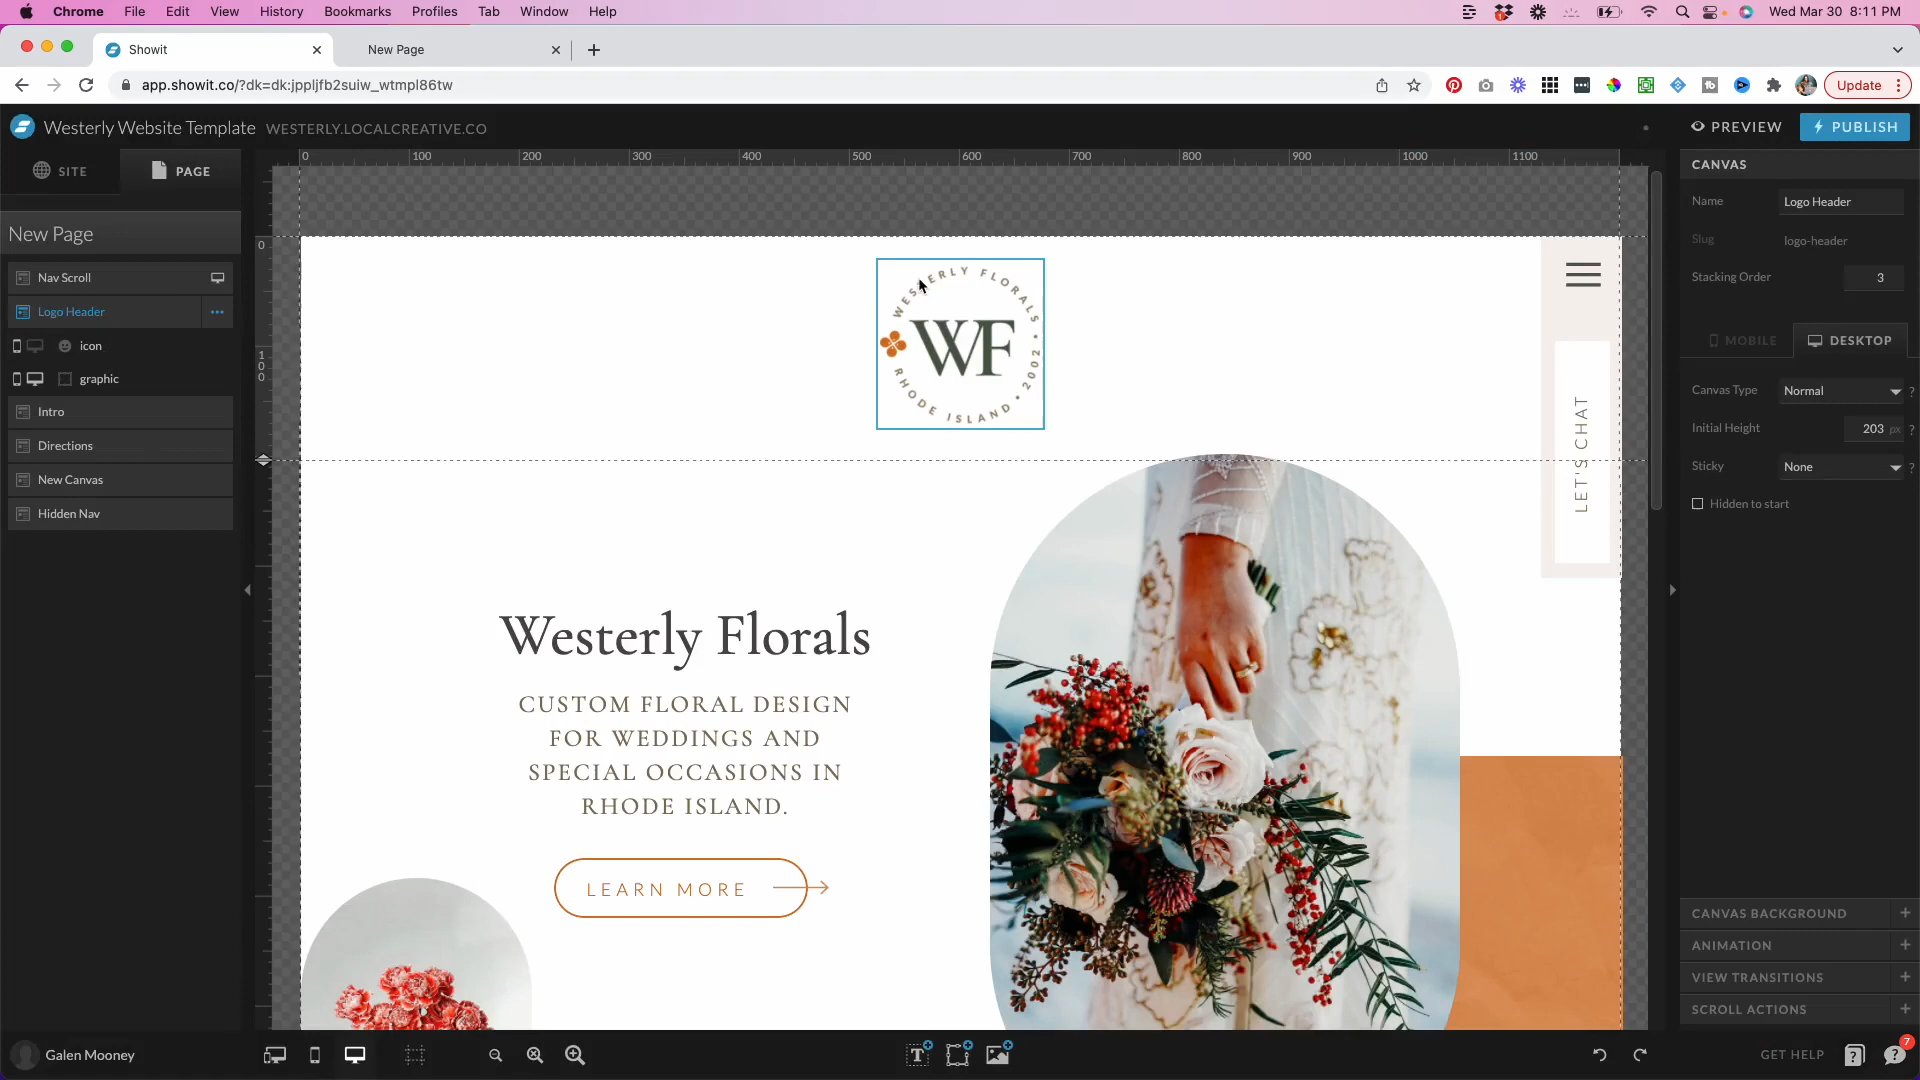 Chrome File Edit View History Bookmarks Profiles Tab Window Help Wed Mar 30 8:11 PM
Showit New Page
app.showit.co/?dk=dk:jppljfb2suiw_wtmpl86tw Update
Westerly Website Template WESTERLY.LOCALCREATIVE.CO PREVIEW PUBLISH
SITE PAGE
0 100 200 300 400 500 600 700 800 900 1000 1100
CANVAS
New Page
Name Logo Header
Slug logo-header
Nav Scroll
Stacking Order 3
Logo Header
icon
graphic
MOBILE DESKTOP
Intro
Directions
New Canvas
Hidden Nav
Canvas Type Normal ?
Initial Height 203 px ?
Sticky None ?
Hidden to start
0
100
WESTERLY FLORALS • 2002 • RHODE ISLAND
WF
LET'S CHAT
Westerly Florals
CUSTOM FLORAL DESIGN
FOR WEDDINGS AND
SPECIAL OCCASIONS IN
RHODE ISLAND.
LEARN MORE
CANVAS BACKGROUND
ANIMATION
VIEW TRANSITIONS
SCROLL ACTIONS
Galen Mooney T GET HELP ? ? 7